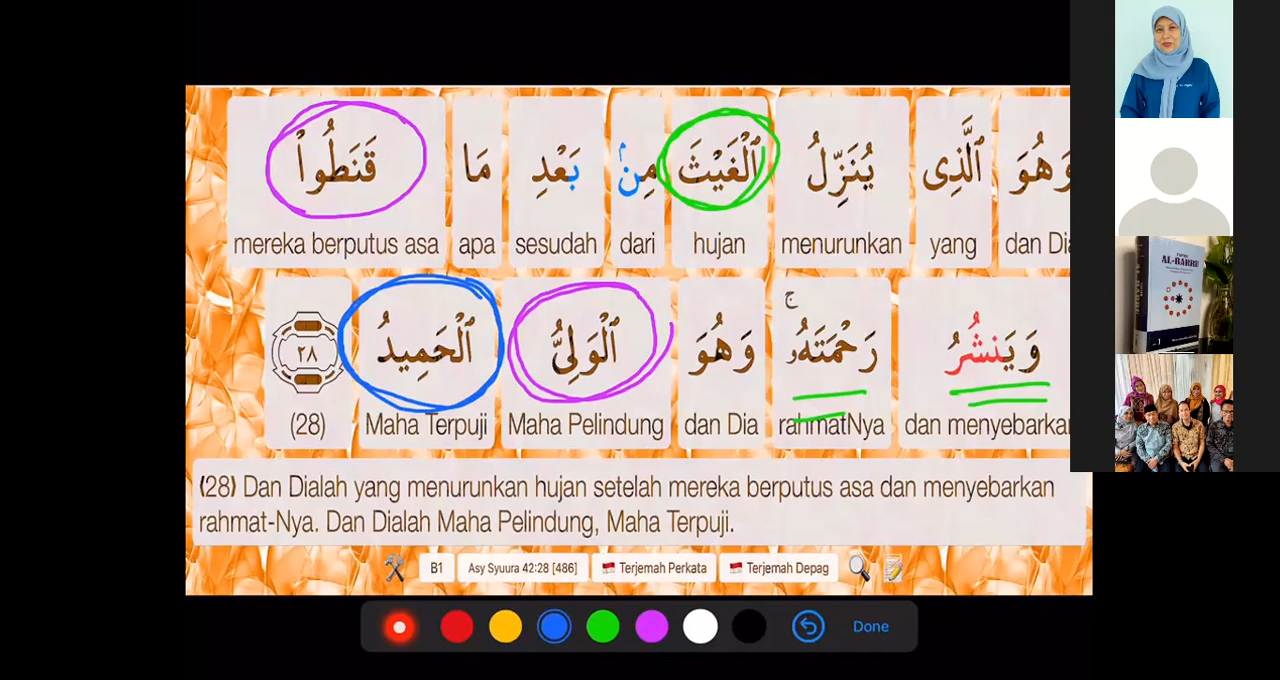 وَهُوَ ٱلَّذِى يُنَزِّلُ ٱلْغَيْثَ مِنۢ بَعْدِ مَا قَنَطُوا۟
dan Dia yang menurunkan hujan dari sesudah apa mereka berputus asa
وَيَنشُرُ رَحْمَتَهُۥ ۚ وَهُوَ ٱلْوَلِىُّ ٱلْحَمِيدُ ٢٨
dan menyebarkan rahmatNya dan Dia Maha Pelindung Maha Terpuji (28)
(28) Dan Dialah yang menurunkan hujan setelah mereka berputus asa dan menyebarkan
rahmat-Nya. Dan Dialah Maha Pelindung, Maha Terpuji.
B1 Asy Syuura 42:28 [486] Terjemah Perkata Terjemah Depag
Done
AL-BARRU